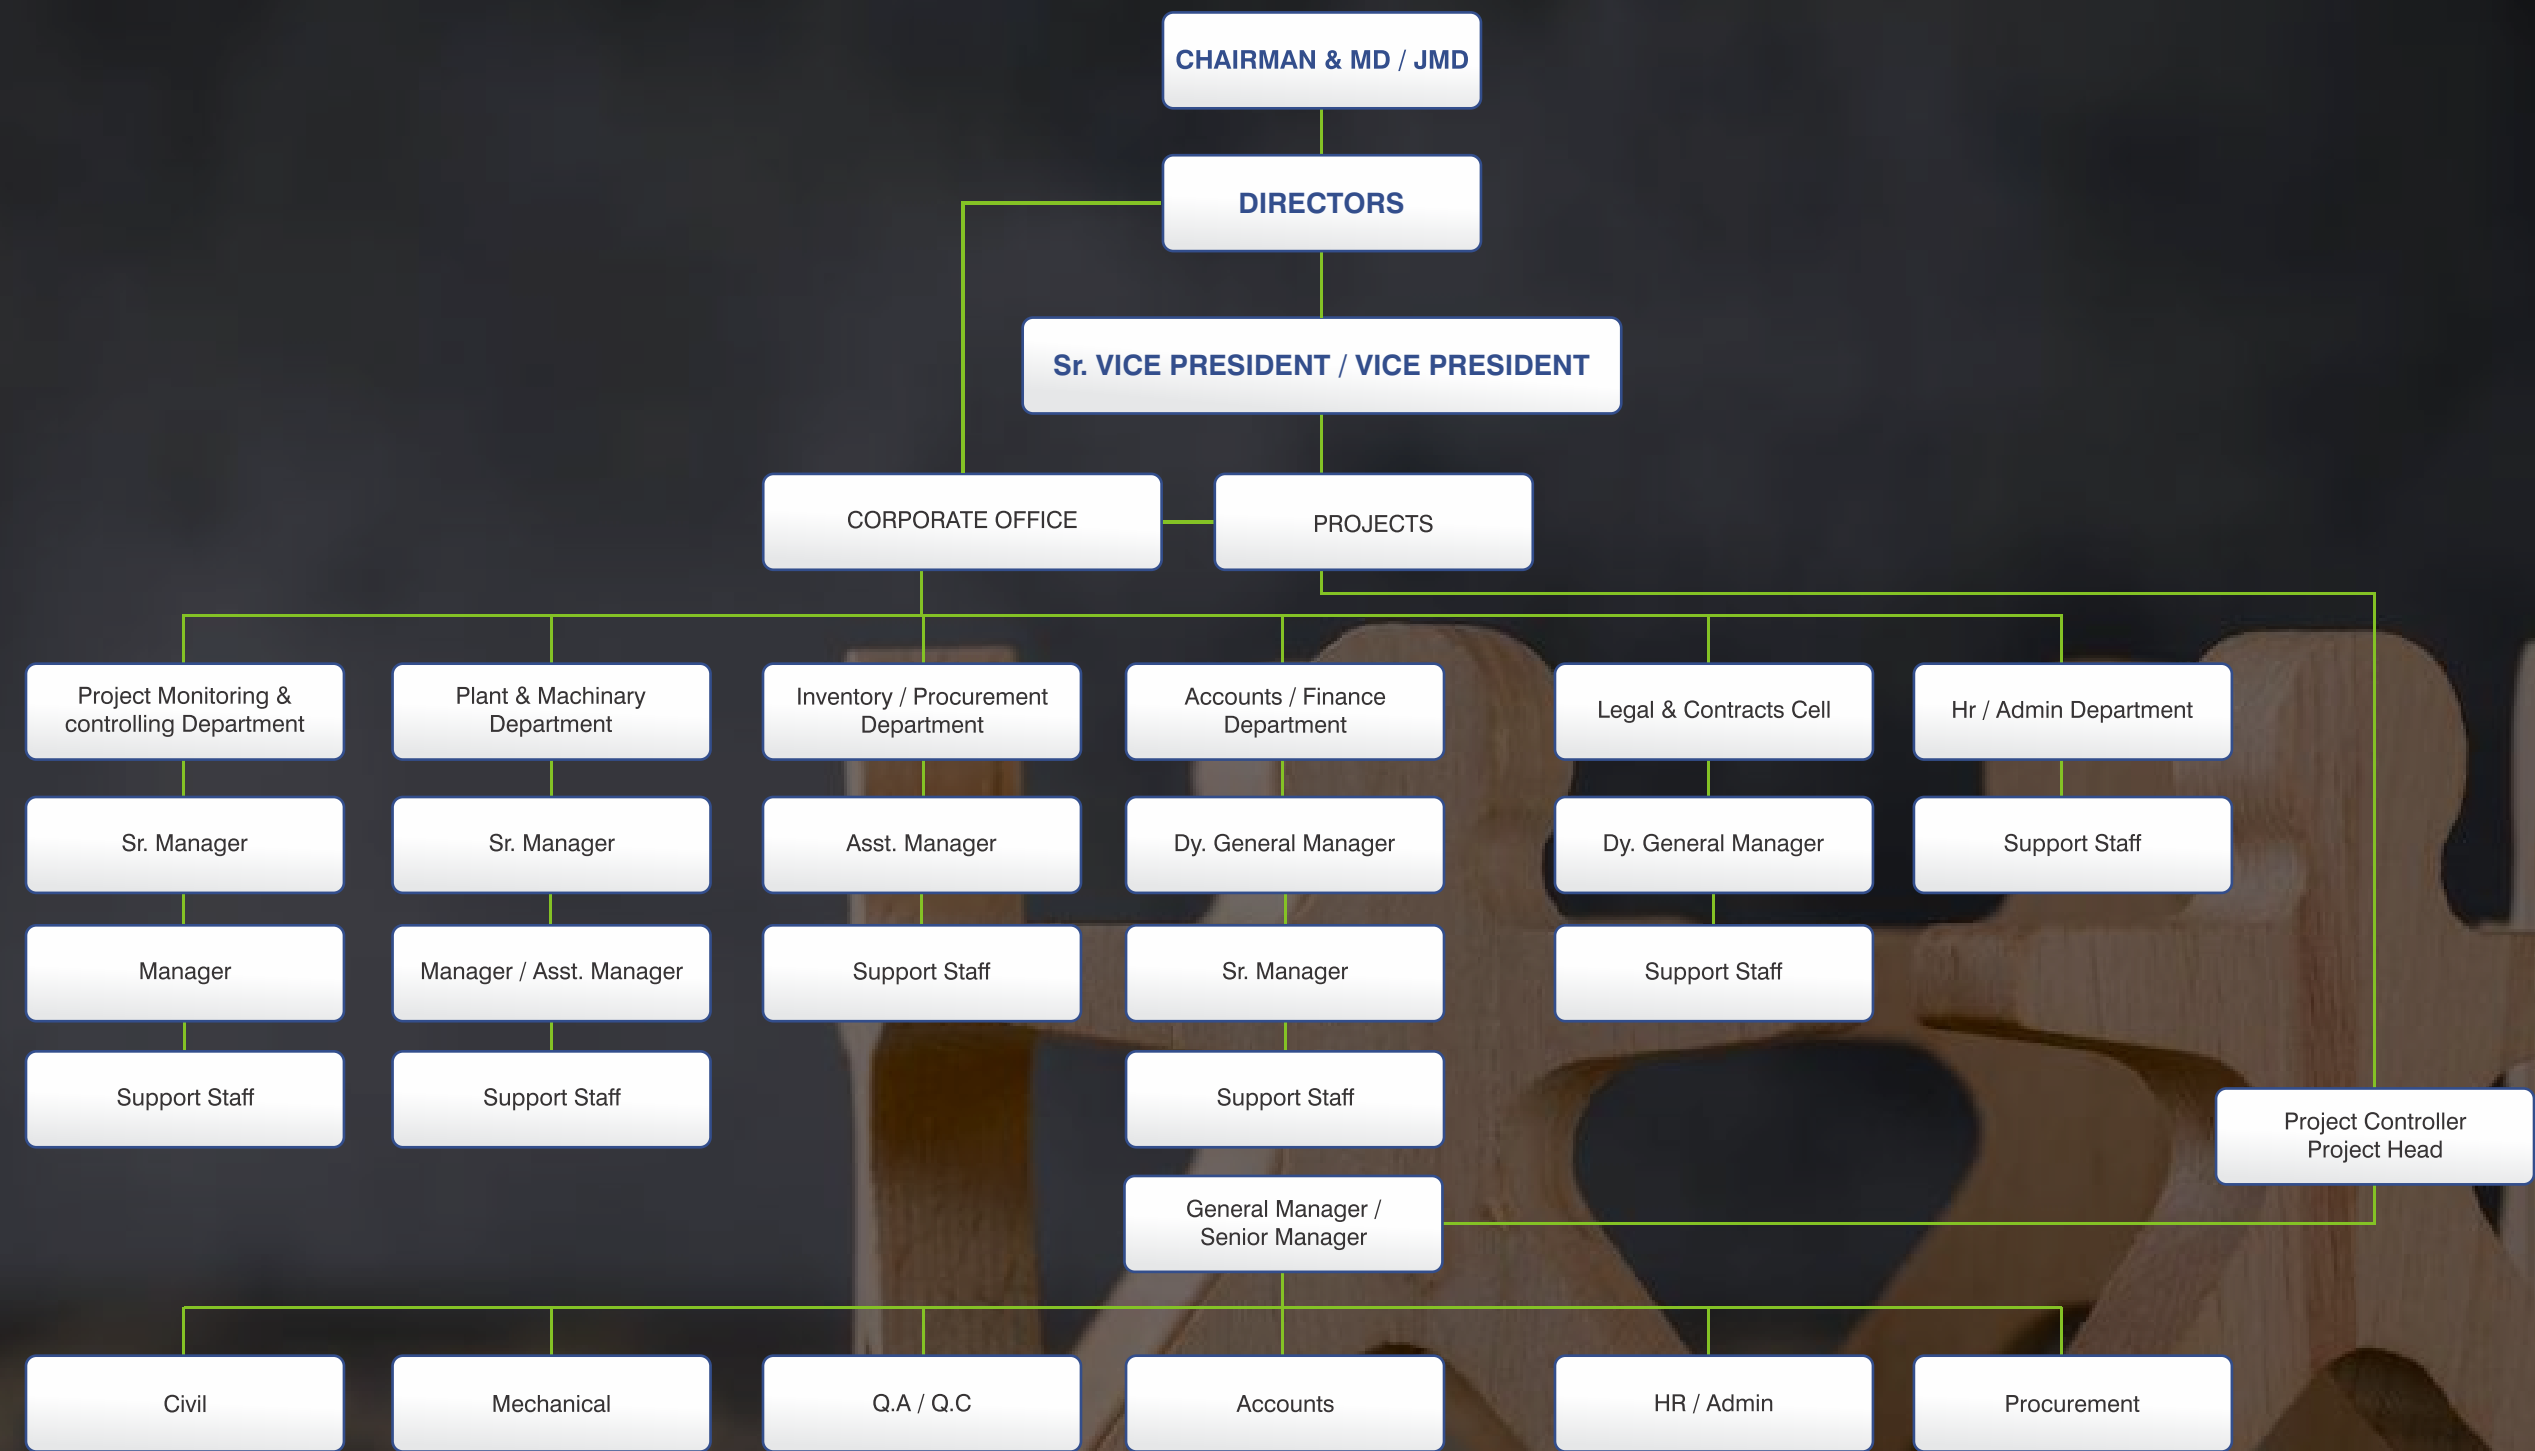 CHAIRMAN & MD / JMD
DIRECTORS
Sr. VICE PRESIDENT / VICE PRESIDENT
CORPORATE OFFICE
PROJECTS
Project Monitoring &
controlling Department
Plant & Machinary
Department
Inventory / Procurement
Department
Accounts / Finance
Department
Legal & Contracts Cell
Hr / Admin Department
Sr. Manager
Sr. Manager
Asst. Manager
Dy. General Manager
Dy. General Manager
Support Staff
Manager
Manager / Asst. Manager
Support Staff
Sr. Manager
Support Staff
Support Staff
Support Staff
Support Staff
Project Controller
Project Head
General Manager /
Senior Manager
Civil
Mechanical
Q.A / Q.C
Accounts
HR / Admin
Procurement